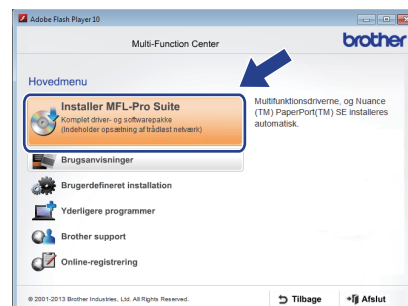 Adobe Flash Player 10
Multi-Function Center
brother
Hovedmenu
Installer MFL-Pro Suite
Komplet driver- og softwarepakke
(Indeholder opsætning af trådløst netværk)
Multifunktionsdriverne, og Nuance
(TM) PaperPort(TM) SE installeres
automatisk.
Brugsanvisninger
Brugerdefineret installation
Yderligere programmer
Brother support
Online-registrering
© 2001-2013 Brother Industries, Ltd. All Rights Reserved.
Tilbage
Afslut